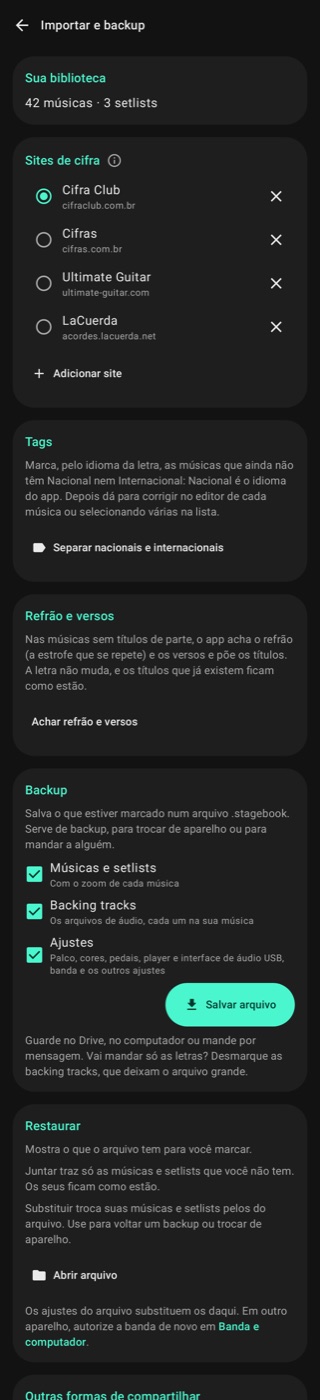 Importar e backup
Sua biblioteca
42 músicas · 3 setlists
Sites de cifra
Cifra Club
cifraclub.com.br
Cifras
cifras.com.br
Ultimate Guitar
ultimate-guitar.com
LaCuerda
acordes.lacuerda.net
Adicionar site
Tags
Marca, pelo idioma da letra, as músicas que ainda não
têm Nacional nem Internacional: Nacional é o idioma
do app. Depois dá para corrigir no editor de cada
música ou selecionando várias na lista.
Separar nacionais e internacionais
Refrão e versos
Nas músicas sem títulos de parte, o app acha o refrão
(a estrofe que se repete) e os versos e põe os títulos.
A letra não muda, e os títulos que já existem ficam
como estão.
Achar refrão e versos
Backup
Salva o que estiver marcado num arquivo .stagebook.
Serve de backup, para trocar de aparelho ou para
mandar a alguém.
Músicas e setlists
Com o zoom de cada música
Backing tracks
Os arquivos de áudio, cada um na sua música
Ajustes
Palco, cores, pedais, player e interface de áudio USB,
banda e os outros ajustes
Salvar arquivo
Guarde no Drive, no computador ou mande por
mensagem. Vai mandar só as letras? Desmarque as
backing tracks, que deixam o arquivo grande.
Restaurar
Mostra o que o arquivo tem para você marcar.
Juntar traz só as músicas e setlists que você não tem.
Os seus ficam como estão.
Substituir troca suas músicas e setlists pelos do
arquivo. Use para voltar um backup ou trocar de
aparelho.
Abrir arquivo
Os ajustes do arquivo substituem os daqui. Em outro
aparelho, autorize a banda de novo em Banda e
computador.
Outras formas de compartilhar